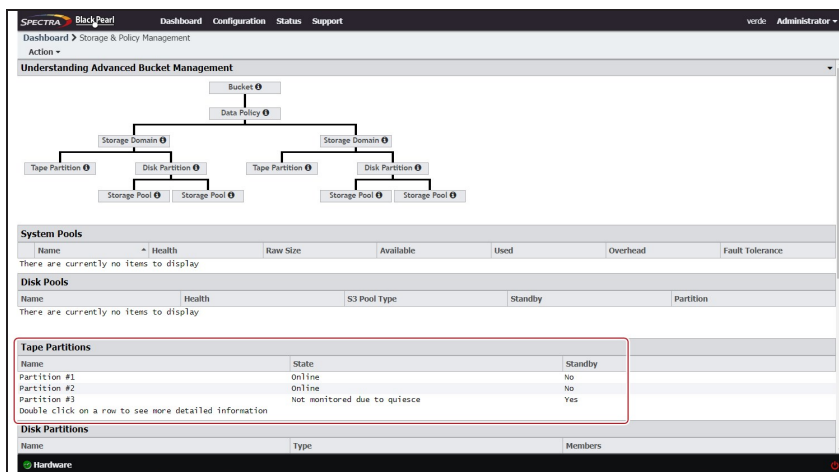 SPECTRA BlackPearl Dashboard Configuration Status Support verde Administrator
Dashboard > Storage & Policy Management
Action
Understanding Advanced Bucket Management
Bucket
Data Policy
Storage Domain Storage Domain
Tape Partition Disk Partition Tape Partition Disk Partition
Storage Pool Storage Pool Storage Pool Storage Pool
System Pools
Name Health Raw Size Available Used Overhead Fault Tolerance
There are currently no items to display
Disk Pools
Name Health S3 Pool Type Standby Partition
There are currently no items to display
Tape Partitions
Name State Standby
Partition #1 Online No
Partition #2 Online No
Partition #3 Not monitored due to quiesce Yes
Double click on a row to see more detailed information
Disk Partitions
Name Type Members
Hardware